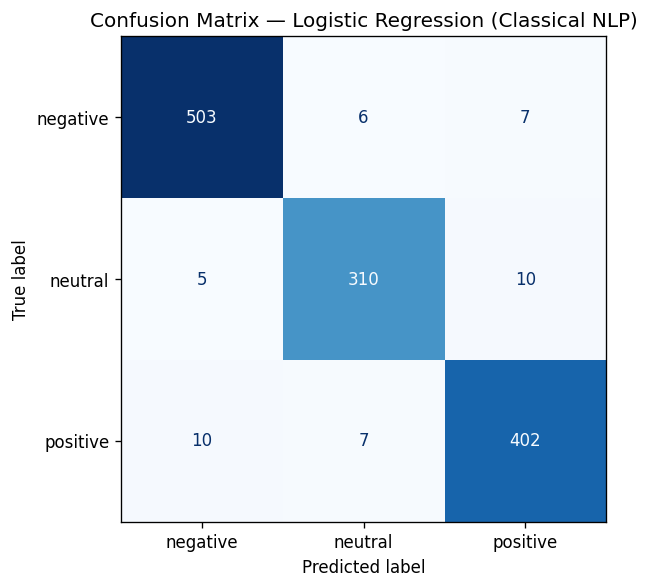 Confusion Matrix — Logistic Regression (Classical NLP)
negative 503 6 7
neutral 5 310 10
positive 10 7 402
negative neutral positive
True label
Predicted label